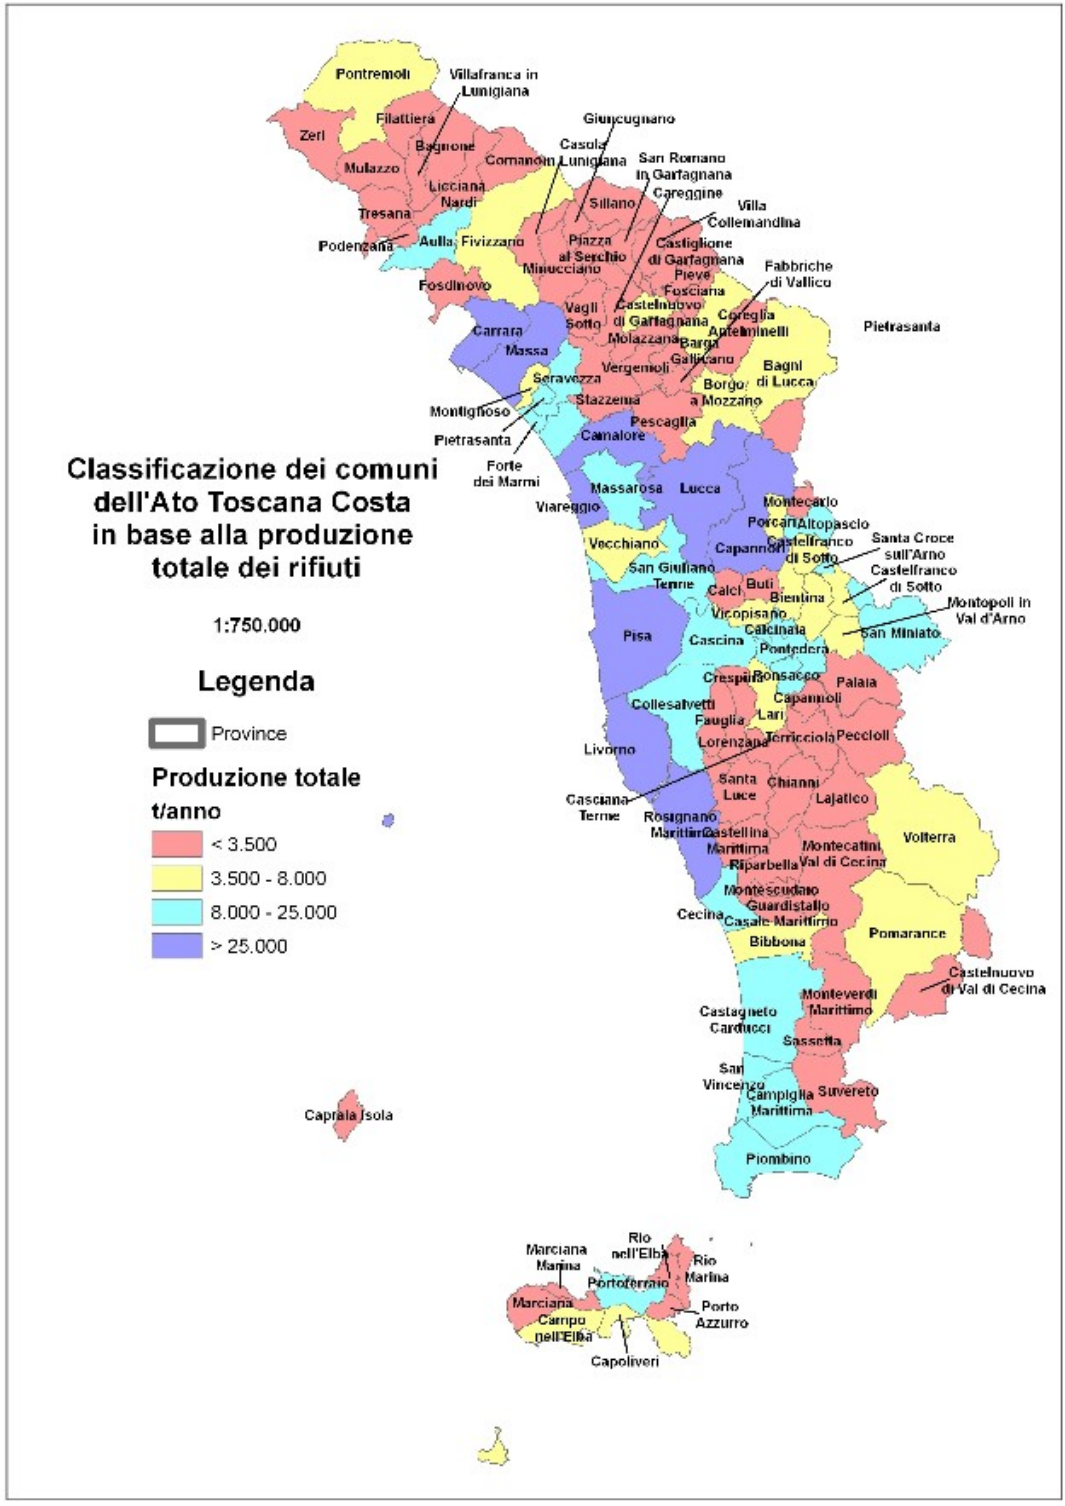 Pontremoli
Villafranca in
Lunigiana
Filattiera
Giuncugnano
Zeri
Bagnone
Casola
in Lunigiana
Comano
San Romano
in Garfagnana
Mulazzo
Careggine
Licciana
Nardi
Sillano
Villa
Collemandina
Tresana
Podenzana
Aulla
Fivizzano
Piazza
al Serchio
Castiglione
di Garfagnana
Minucciano
Pieve
Fosciana
Fabbriche
di Vallico
Fosdinovo
Vagli
Sotto
Castelnuovo
di Garfagnana
Coreglia
Antelminelli
Pietrasanta
Carrara
Molazzana
Barga
Massa
Gallicano
Vergemoli
Bagni
di Lucca
Seravezza
Borgo
a Mozzano
Stazzema
Montignoso
Pescaglia
Pietrasanta
Camaiore
Forte
dei Marmi
Classificazione dei comuni
dell'Ato Toscana Costa
in base alla produzione
totale dei rifiuti
1:750.000
Massarosa
Lucca
Viareggio
Montecarlo
Porcari
Altopascio
Vecchiano
Capannori
Castelfranco
di Sotto
Santa Croce
sull'Arno
San Giuliano
Terme
Castelfranco
di Sotto
Calci
Buti
Bientina
Montopoli in
Val d'Arno
Vicopisano
Pisa
Cascina
Calcinaia
San Miniato
Pontedera
Crespina
Ponsacco
Palaia
Collesalvetti
Capannoli
Fauglia
Lari
Lorenzana
Terricciola
Peccioli
Livorno
Santa
Luce
Chianni
Lajatico
Casciana
Terme
Rosignano
Marittimo
Castellina
Marittima
Volterra
Montecatini
Val di Cecina
Riparbella
Montescudaio
Guardistallo
Cecina
Casale Marittimo
Bibbona
Pomarance
Castelnuovo
di Val di Cecina
Monteverdi
Marittimo
Castagneto
Carducci
Sassetta
San
Vincenzo
Campiglia
Marittima
Suvereto
Piombino
Legenda
Province
Produzione totale
t/anno
< 3.500
3.500 - 8.000
8.000 - 25.000
> 25.000
Capraia Isola
Marciana
Marina
Rio
nell'Elba
Rio
Marina
Portoferraio
Marciana
Porto
Azzurro
Campo
nell'Elba
Capoliveri